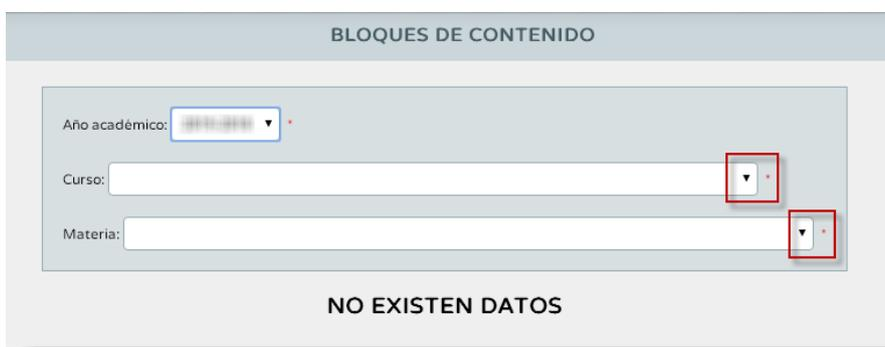 BLOQUES DE CONTENIDO
Año académico: *
Curso: *
Materia: *
NO EXISTEN DATOS